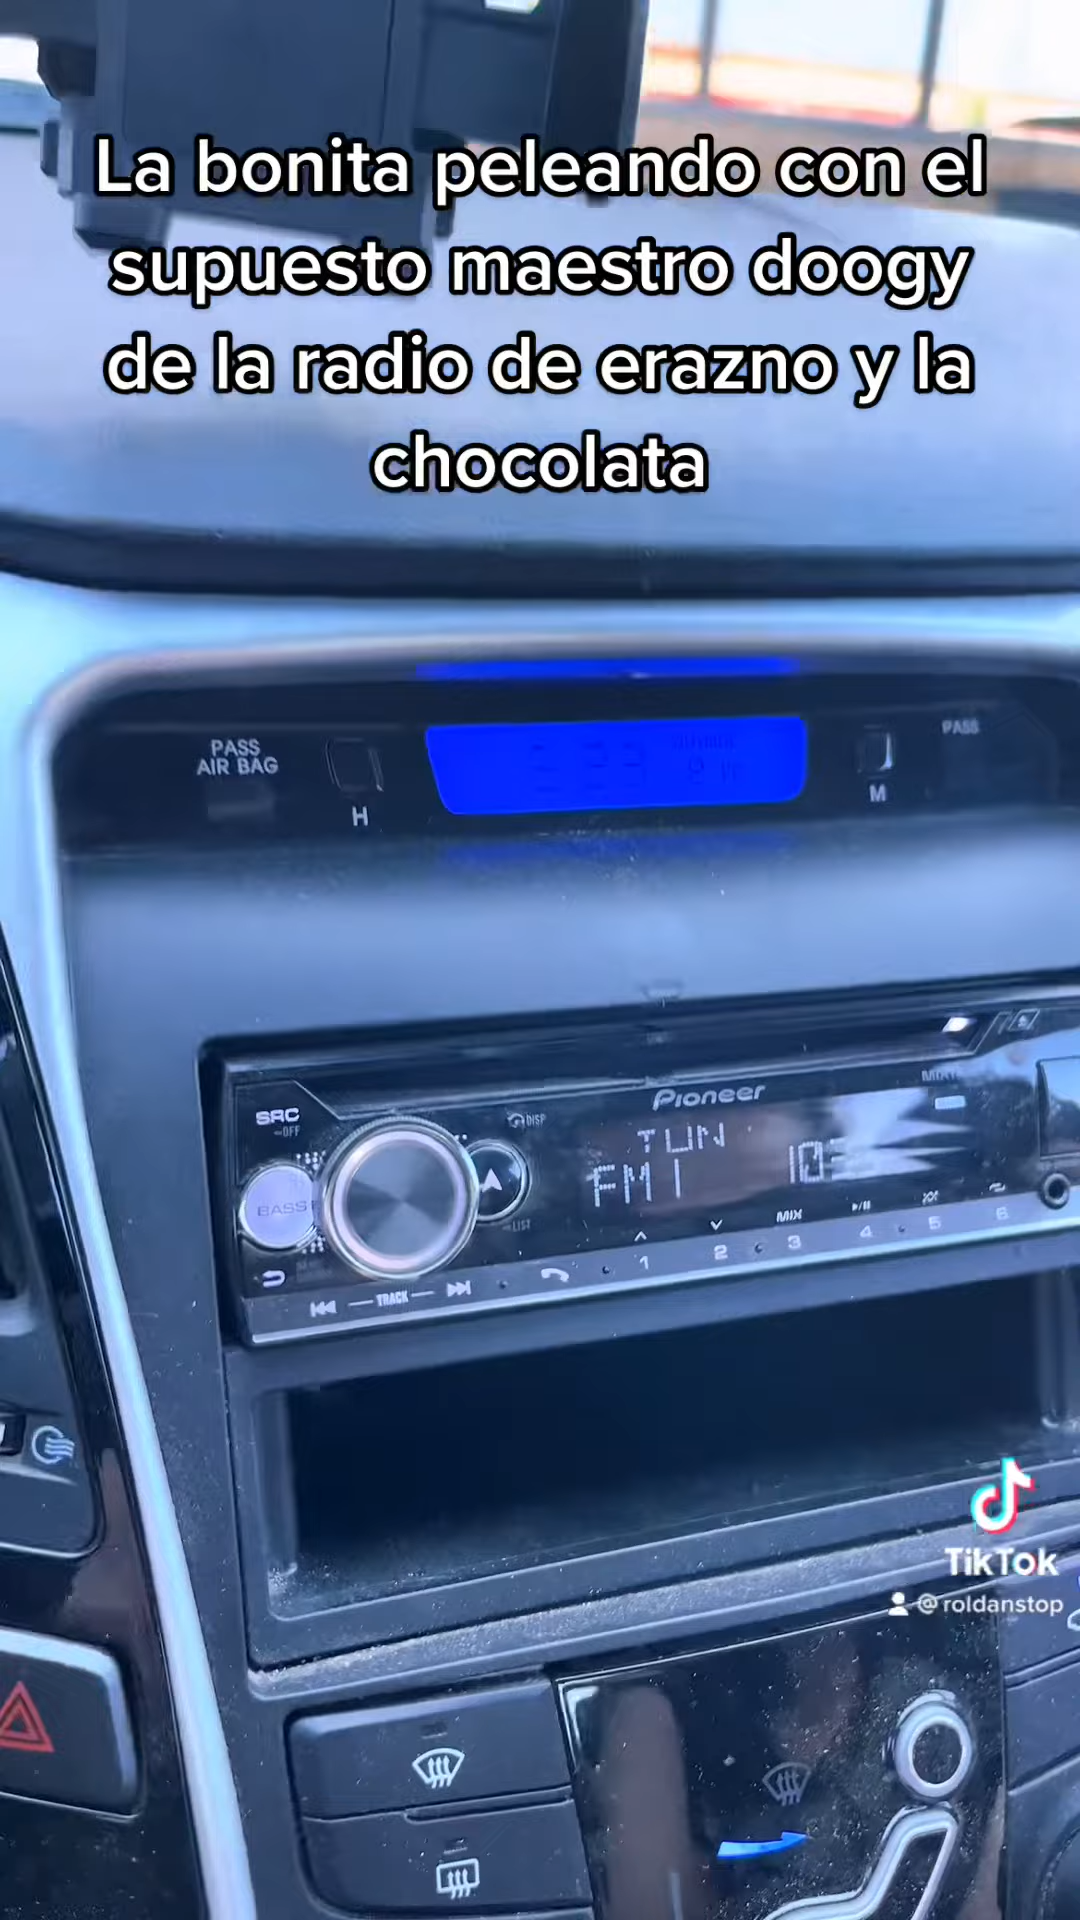 La bonita peleando con el
supuesto maestro doogy
de la radio de erazno y la
chocolata
PASS
AIR BAG
H
M
PASS
Pioneer
SRC
OFF
DISP
TUN
FM1
BASS
LIST
MIX
1 2 3 4 5 6
TRACK
TikTok
@roldanstop